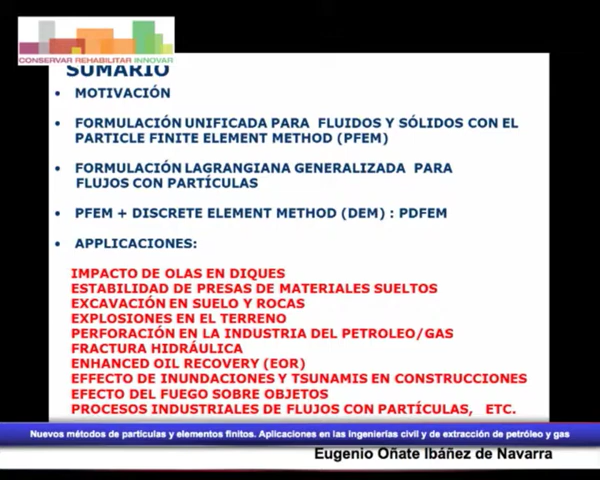 CONSERVAR REHABILITAR INNOVAR
SUMARIO
• MOTIVACIÓN
• FORMULACIÓN UNIFICADA PARA FLUIDOS Y SÓLIDOS CON EL
PARTICLE FINITE ELEMENT METHOD (PFEM)
• FORMULACIÓN LAGRANGIANA GENERALIZADA PARA
FLUJOS CON PARTÍCULAS
• PFEM + DISCRETE ELEMENT METHOD (DEM) : PDFEM
• APPLICACIONES:
IMPACTO DE OLAS EN DIQUES
ESTABILIDAD DE PRESAS DE MATERIALES SUELTOS
EXCAVACIÓN EN SUELO Y ROCAS
EXPLOSIONES EN EL TERRENO
PERFORACIÓN EN LA INDUSTRIA DEL PETROLEO/GAS
FRACTURA HIDRÁULICA
ENHANCED OIL RECOVERY (EOR)
EFFECTO DE INUNDACIONES Y TSUNAMIS EN CONSTRUCCIONES
EFECTO DEL FUEGO SOBRE OBJETOS
PROCESOS INDUSTRIALES DE FLUJOS CON PARTÍCULAS, ETC.
Nuevos métodos de partículas y elementos finitos. Aplicaciones en las ingenierías civil y de extracción de petróleo y gas
Eugenio Oñate Ibáñez de Navarra